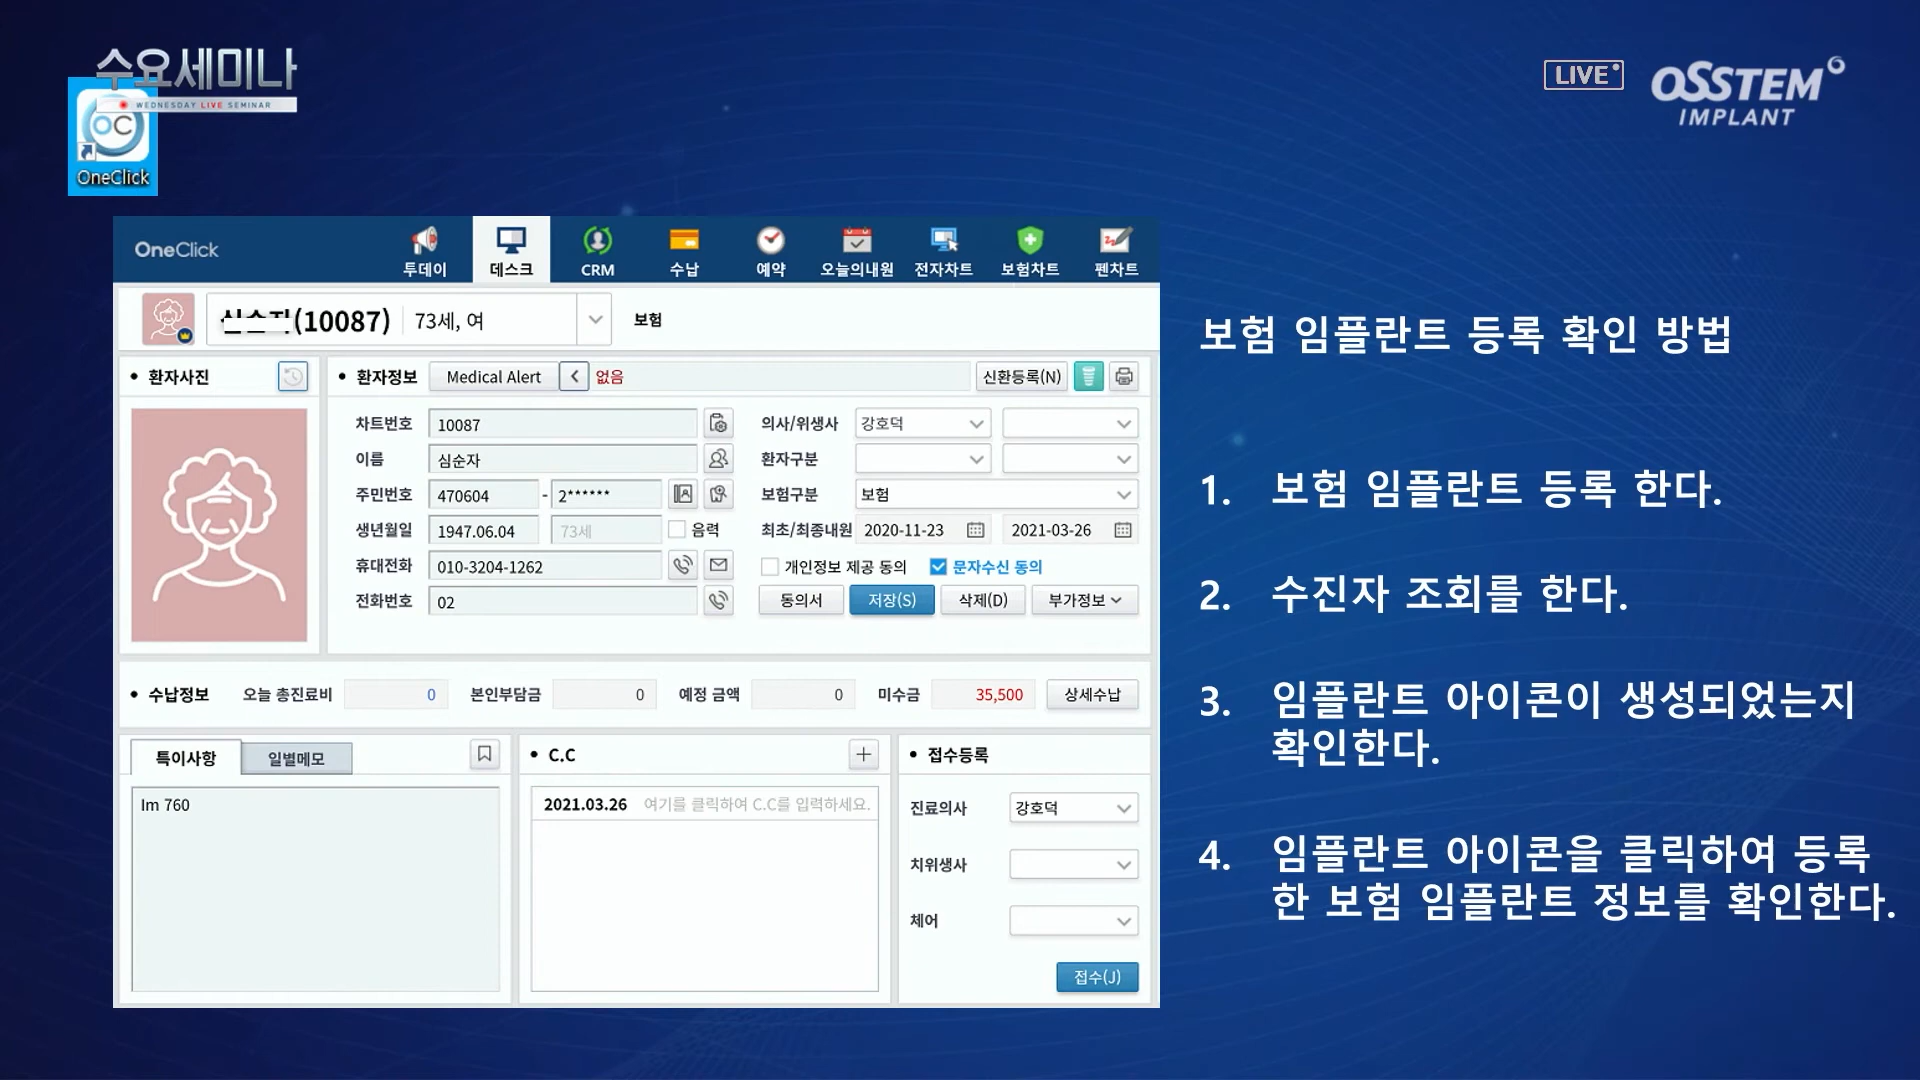 수요세미나
WEDNESDAY LIVE SEMINAR
OneClick
LIVE
OSSTEM
IMPLANT
OneClick
투데이
데스크
CRM
수납
예약
오늘의내원
전자차트
보험차트
펜차트
(10087)
73세, 여
보험
환자사진
환자정보
Medical Alert
<
없음
신환등록(N)
차트번호
10087
의사/위생사
강호덕
이름
심순자
환자구분
주민번호
470604 - 2******
보험구분
보험
생년월일
1947.06.04
73세
음력
최초/최종내원
2020-11-23
2021-03-26
휴대전화
010-3204-1262
개인정보 제공 동의
문자수신 동의
전화번호
02
동의서
저장(S)
삭제(D)
부가정보
수납정보
오늘 총진료비
0
본인부담금
0
예정 금액
0
미수금
35,500
상세수납
특이사항
일별메모
Im 760
C.C
2021.03.26 여기를 클릭하여 C.C를 입력하세요.
접수등록
진료의사
강호덕
치위생사
체어
접수(J)
보험 임플란트 등록 확인 방법
1. 보험 임플란트 등록 한다.
2. 수진자 조회를 한다.
3. 임플란트 아이콘이 생성되었는지
확인한다.
4. 임플란트 아이콘을 클릭하여 등록
한 보험 임플란트 정보를 확인한다.